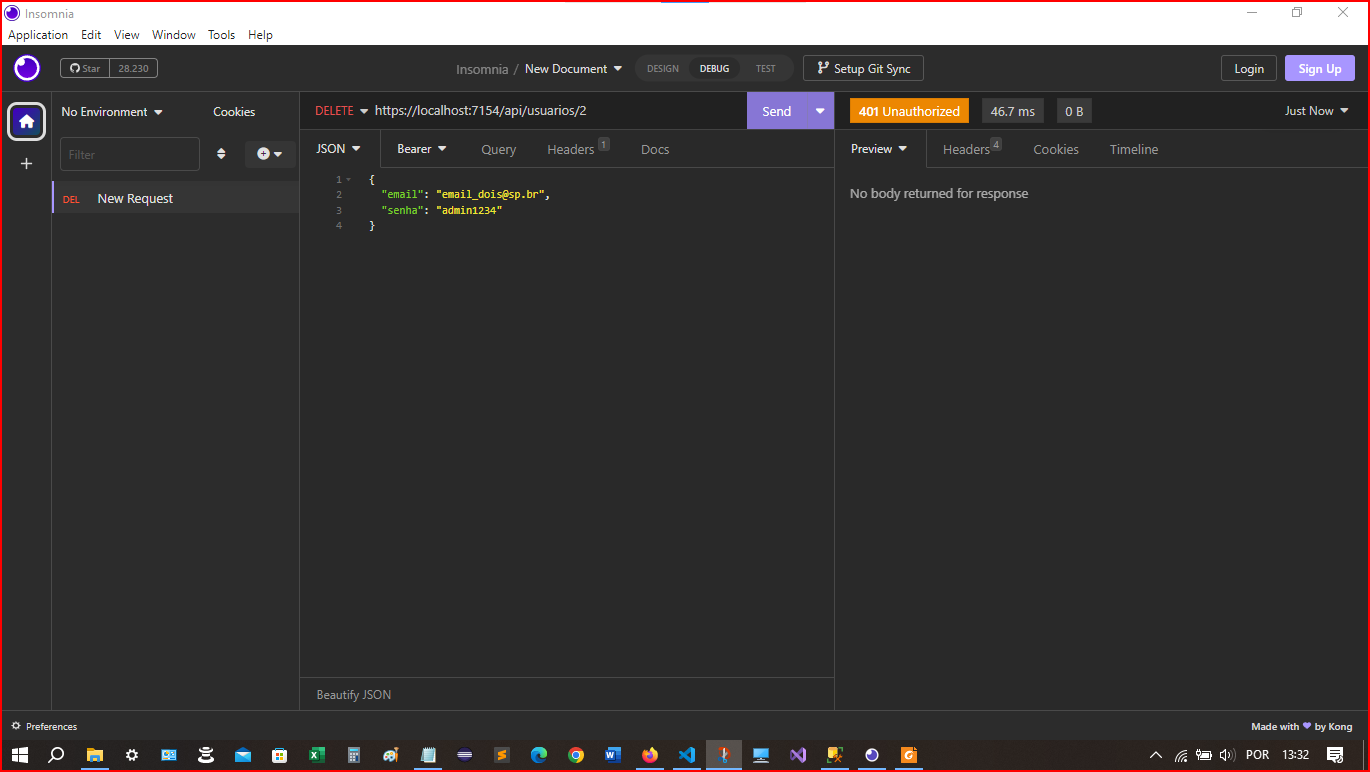 Insomnia
Application Edit View Window Tools Help
Star 28.230
Insomnia / New Document
DESIGN DEBUG TEST
Setup Git Sync
Login
Sign Up
No Environment
Cookies
DELETE https://localhost:7154/api/usuarios/2
Send
401 Unauthorized
46.7 ms
0 B
Just Now
Filter
JSON Bearer Query Headers 1 Docs
Preview Headers 4 Cookies Timeline
DEL New Request
1 {
2 "email": "email_dois@sp.br",
3 "senha": "admin1234"
4 }
No body returned for response
Beautify JSON
Preferences
Made with ❤ by Kong
POR 13:32